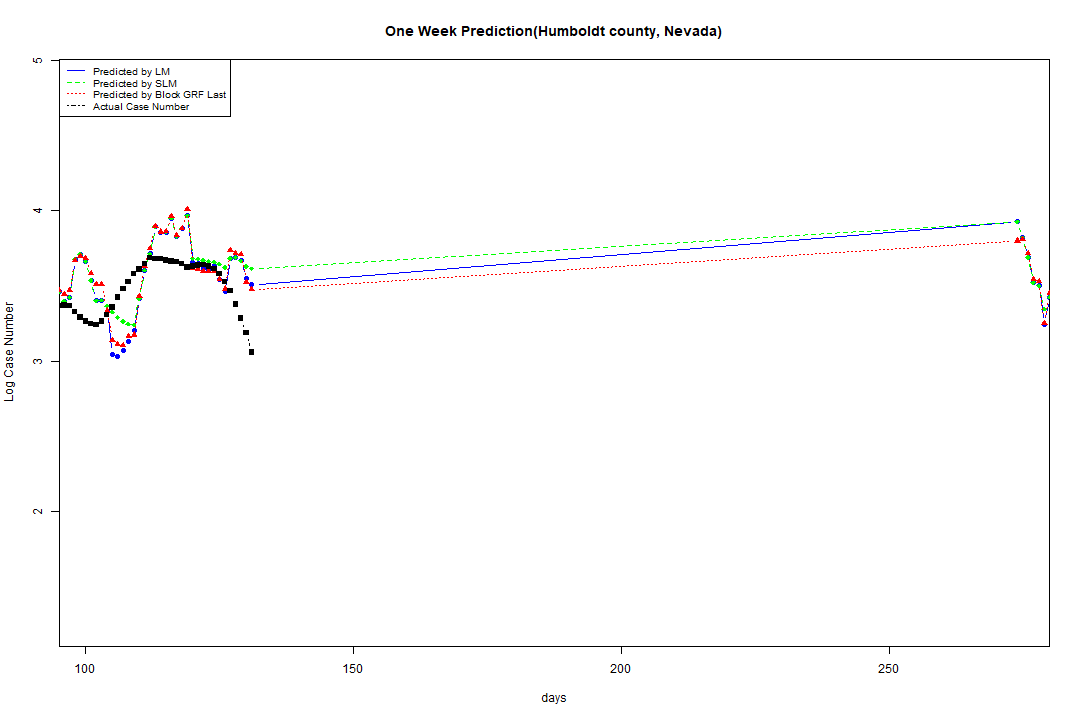 One Week Prediction(Humboldt county, Nevada)
5
Predicted by LM
Predicted by SLM
Predicted by Block GRF Last
Actual Case Number
4
3
2
Log Case Number
100 150 200 250
days